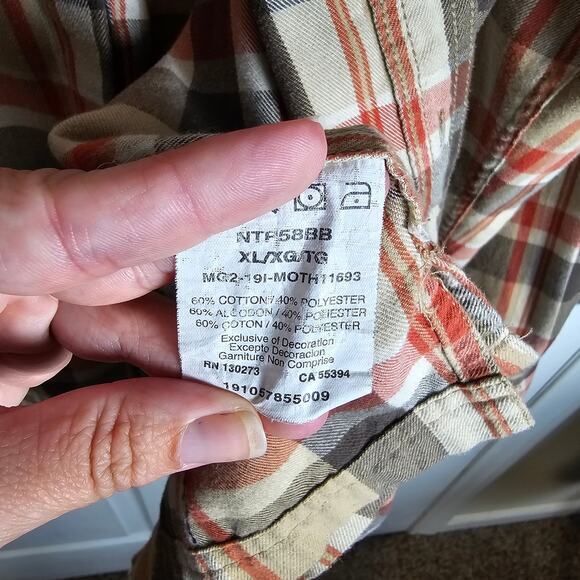 NTR58BB
XL/XG/TG
MG2-19I-MOTH11693
60% COTTON/40% POLYESTER
60% ALGODON/40% POLIESTER
60% COTON/40% POLYESTER
Exclusive of Decoration
Excepto Decoracion
Garniture Non Comprise
RN 130273 CA 55394
191057855009